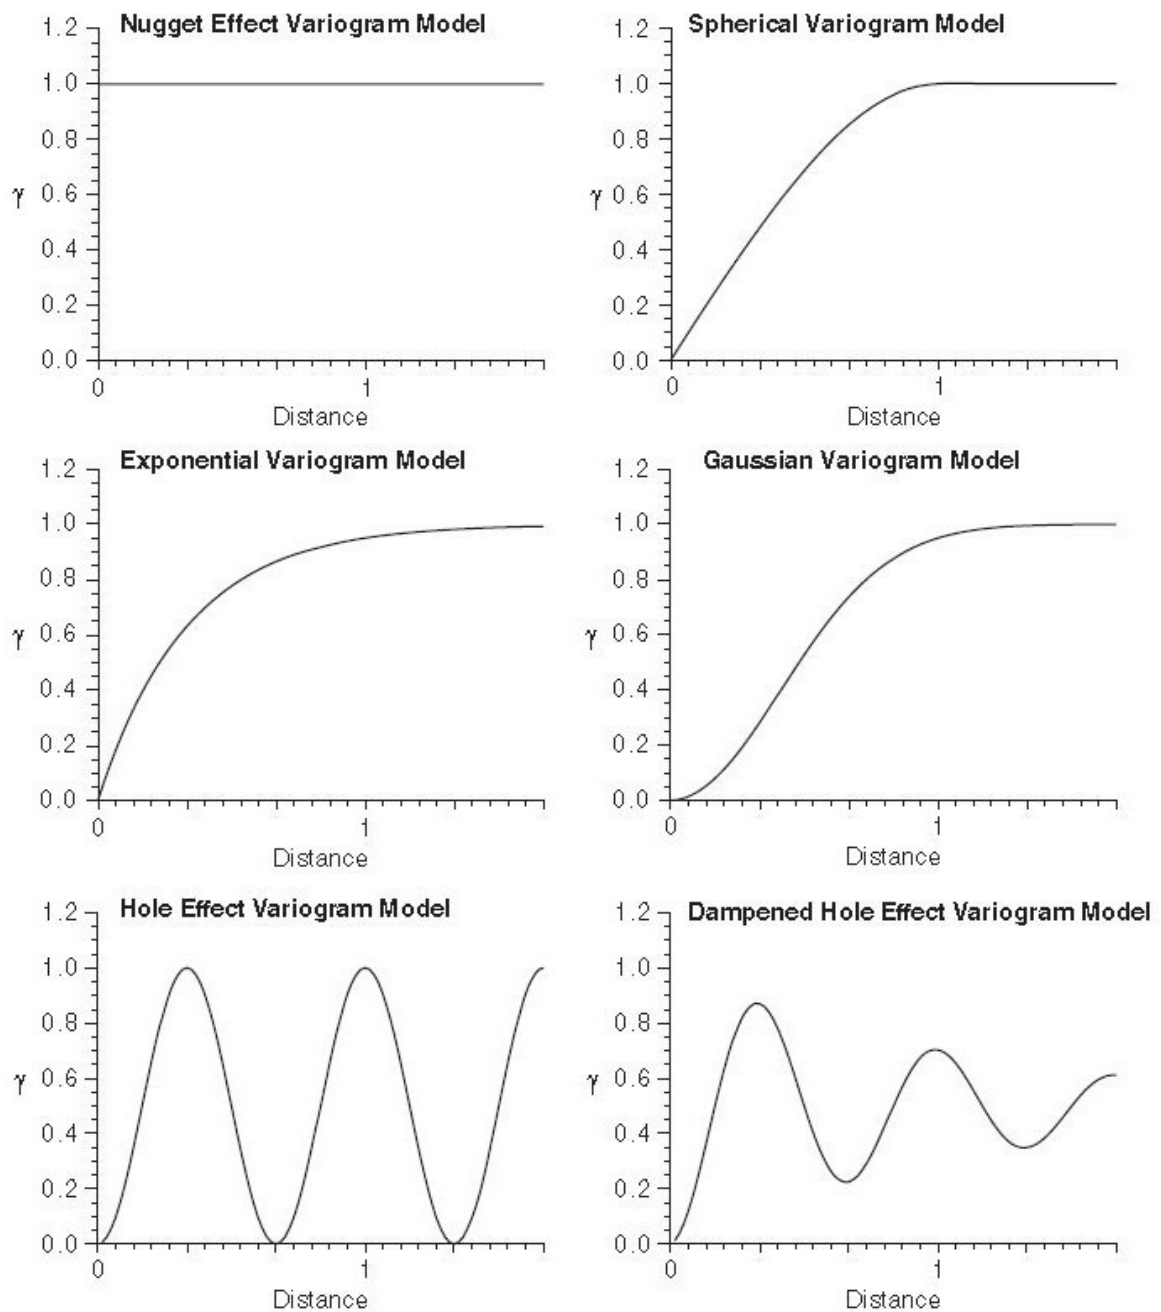 Nugget Effect Variogram Model
1.2
1.0
0.8
γ 0.6
0.4
0.2
0.0
0 1
Distance
Spherical Variogram Model
1.2
1.0
0.8
γ 0.6
0.4
0.2
0.0
0 1
Distance
Exponential Variogram Model
1.2
1.0
0.8
γ 0.6
0.4
0.2
0.0
0 1
Distance
Gaussian Variogram Model
1.2
1.0
0.8
γ 0.6
0.4
0.2
0.0
0 1
Distance
Hole Effect Variogram Model
1.2
1.0
0.8
γ 0.6
0.4
0.2
0.0
0 1
Distance
Dampened Hole Effect Variogram Model
1.2
1.0
0.8
γ 0.6
0.4
0.2
0.0
0 1
Distance